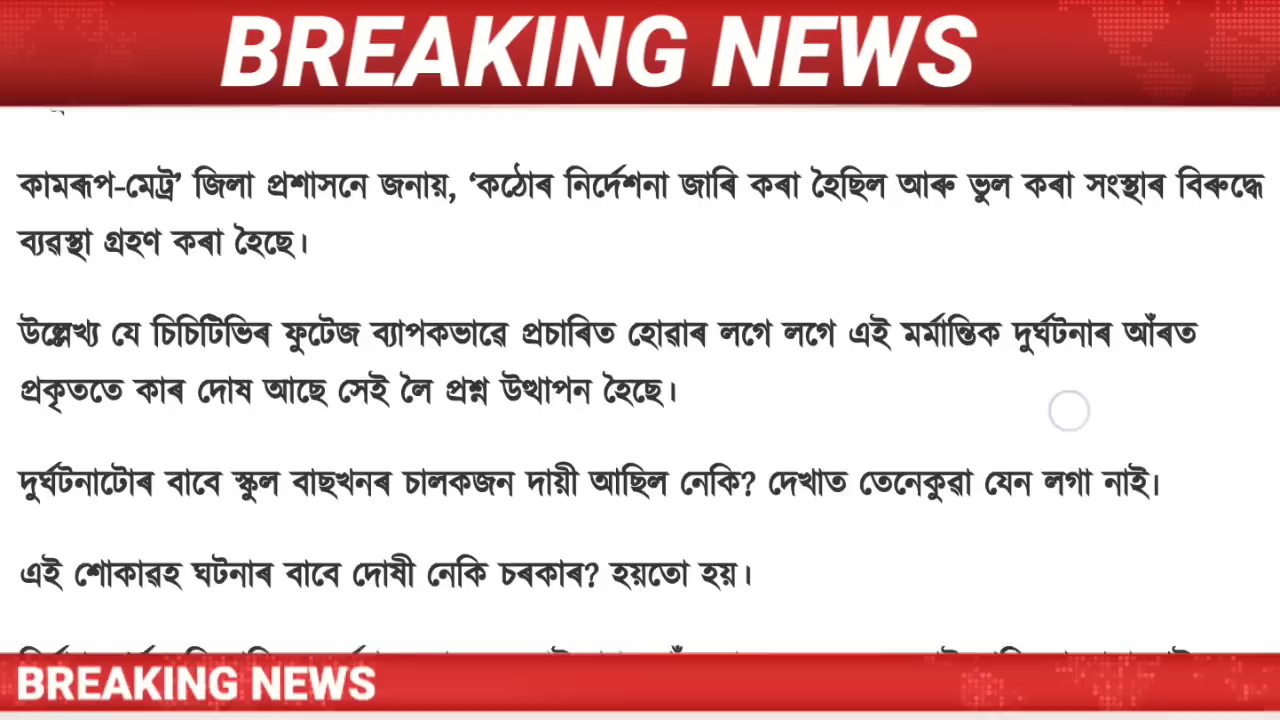 BREAKING NEWS
কামৰূপ-মেট্ৰ’ জিলা প্ৰশাসনে জনায়, ‘কঠোৰ নিৰ্দেশনা জাৰি কৰা হৈছিল আৰু ভুল কৰা সংস্থাৰ বিৰুদ্ধে
ব্যৱস্থা গ্ৰহণ কৰা হৈছে।
উল্লেখ্য যে চিচিটিভিৰ ফুটেজ ব্যাপকভাৱে প্ৰচাৰিত হোৱাৰ লগে লগে এই মৰ্মান্তিক দুৰ্ঘটনাৰ আঁৰত
প্ৰকৃততে কাৰ দোষ আছে সেই লৈ প্ৰশ্ন উত্থাপন হৈছে।
দুৰ্ঘটনাটোৰ বাবে স্কুল বাছখনৰ চালকজন দায়ী আছিল নেকি? দেখাত তেনেকুৱা যেন লগা নাই।
এই শোকাৱহ ঘটনাৰ বাবে দোষী নেকি চৰকাৰ? হয়তো হয়।
BREAKING NEWS